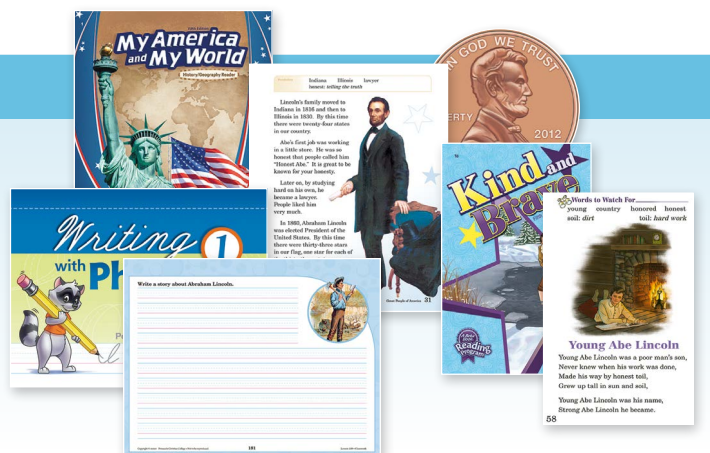 My America
and My World
History/Geography Reader
Indiana Illinois lawyer
honest: telling the truth
Lincoln's family moved to
Indiana in 1816 and then to
Illinois in 1830. By this time
there were twenty-four states
in our country.
Abe's first job was working
in a little store. He was so
honest that people called him
"Honest Abe." It is great to be
known for your honesty.
Later on, by studying
hard on his own, he
became a lawyer.
People liked him
very much.
In 1860, Abraham Lincoln
was elected President of the
United States. By this time
there were thirty-three stars
in our flag, one star for each of
31
IN GOD WE TRUST
ERTY
2012
Kind and
Brave
Reading
Program
Writing
with Ph
1
Write a story about Abraham Lincoln.
181
Words to Watch For
young country honored honest
soil: dirt toil: hard work
Young Abe Lincoln
Young Abe Lincoln was a poor man's son,
Never knew when his work was done,
Made his way by honest toil,
Grew up tall in sun and soil,
Young Abe Lincoln was his name,
Strong Abe Lincoln he became.
58